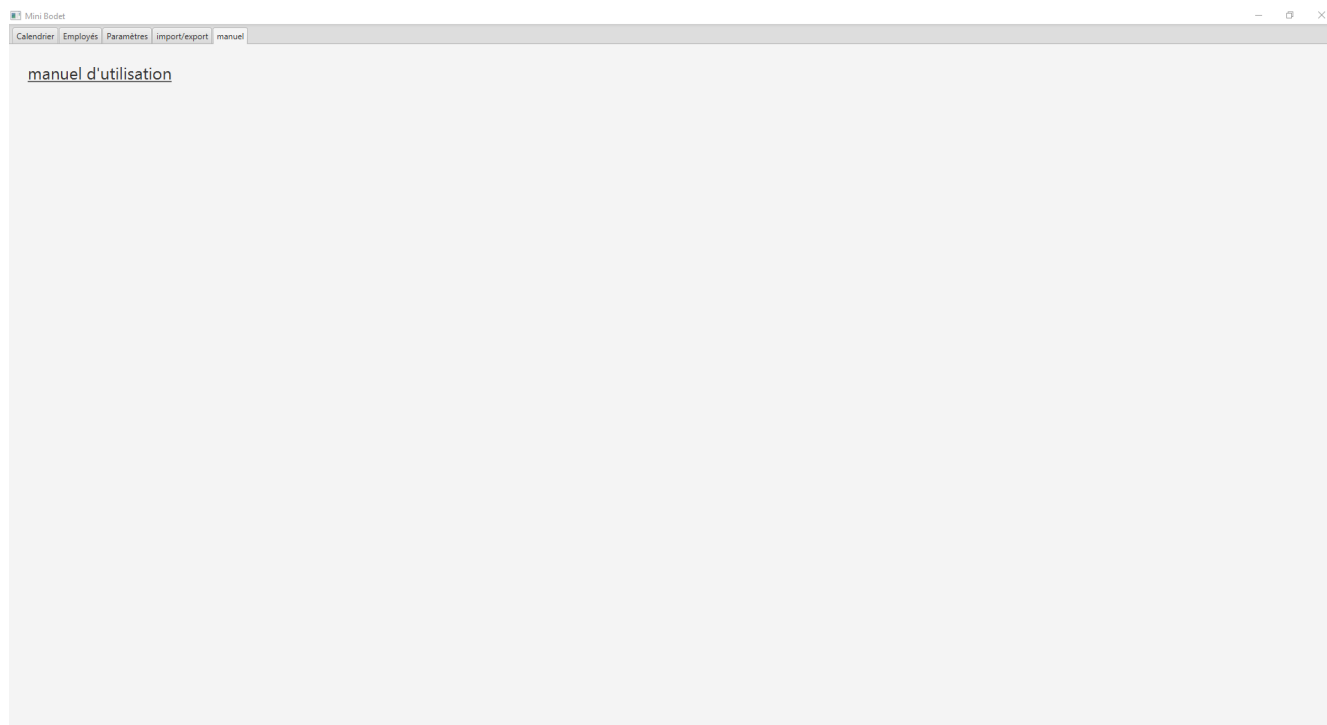 Mini Bodet
Calendrier Employés Paramètres import/export manuel
manuel d'utilisation